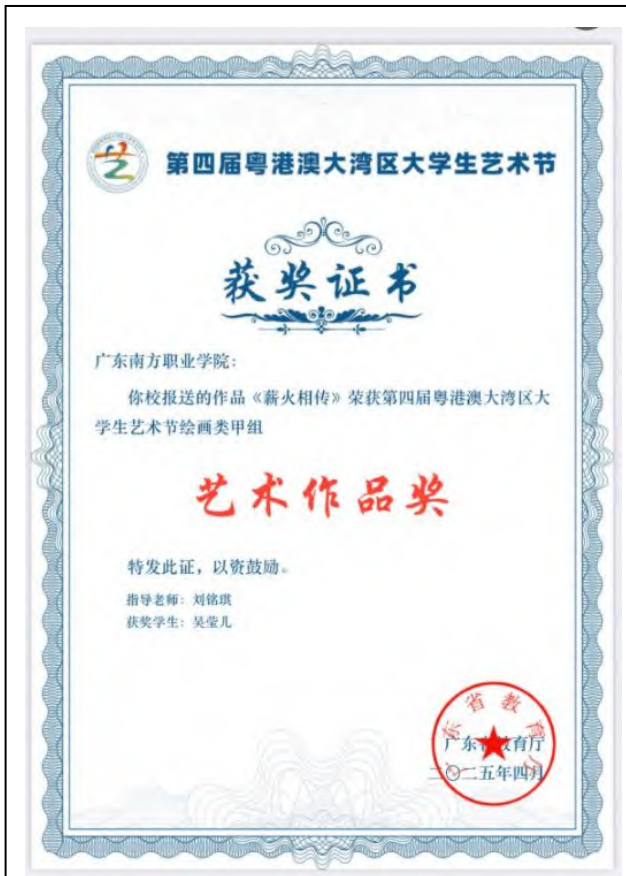 第四届粤港澳大湾区大学生艺术节
获奖证书
广东南方职业学院：
你校报送的作品《薪火相传》荣获第四届粤港澳大湾区大
学生艺术节绘画类甲组
艺术作品奖
特发此证，以资鼓励。
指导老师：刘铭琪
获奖学生：吴莹儿
广东省教育厅
二〇二五年四月